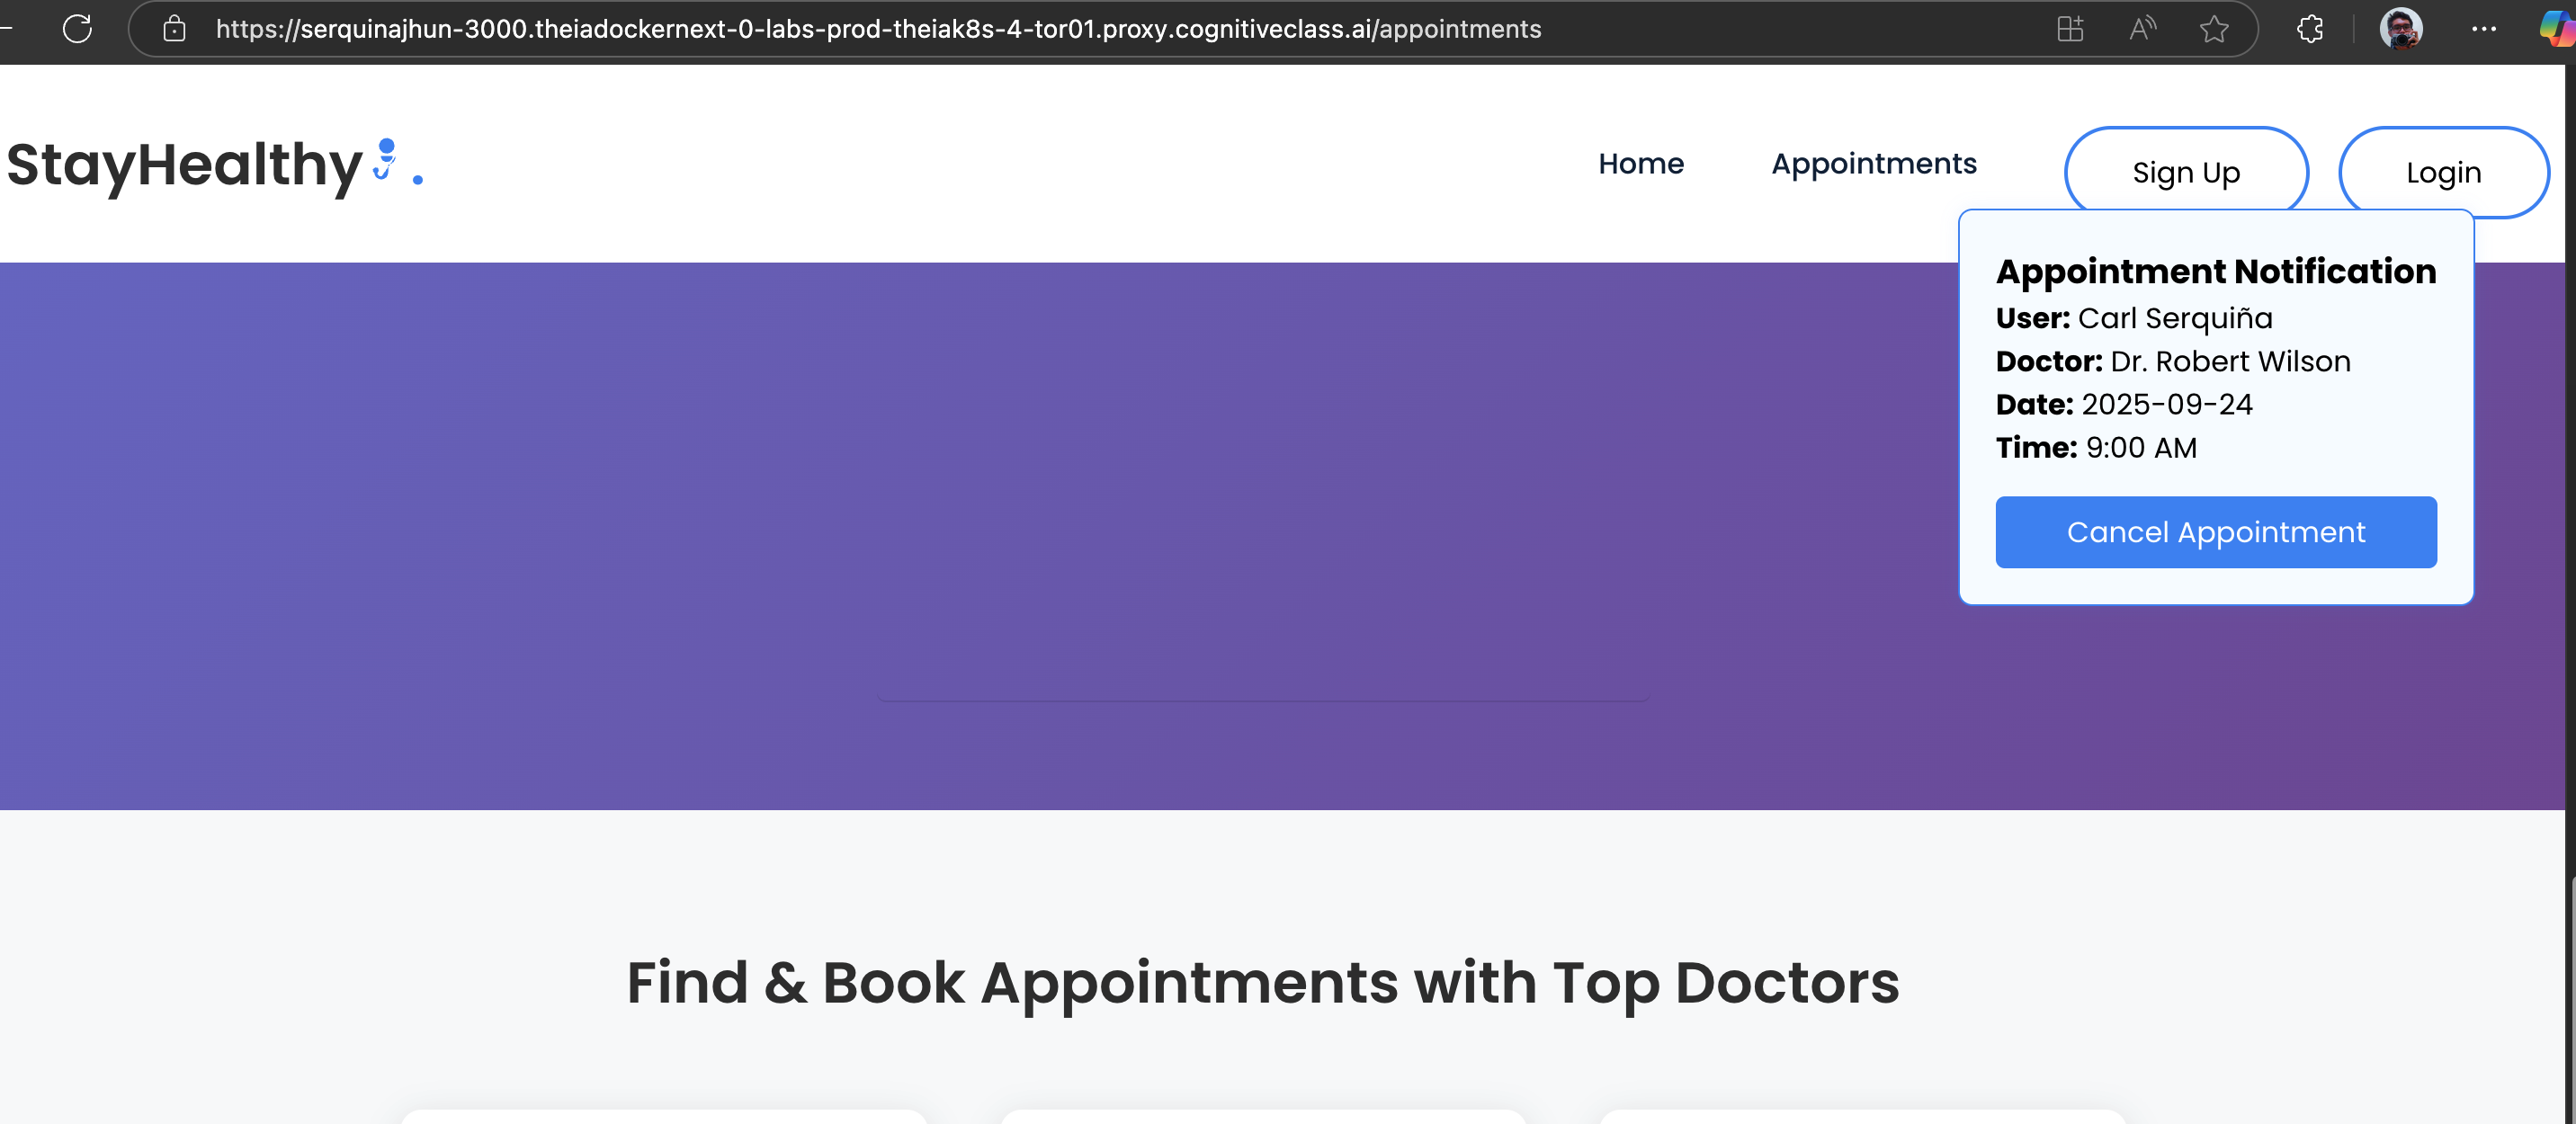 https://serquinajhun-3000.theiadockernext-0-labs-prod-theiak8s-4-tor01.proxy.cognitiveclass.ai/appointments
StayHealthy .
Home Appointments Sign Up Login
Appointment Notification
User: Carl Serquiña
Doctor: Dr. Robert Wilson
Date: 2025-09-24
Time: 9:00 AM
Cancel Appointment
Find & Book Appointments with Top Doctors